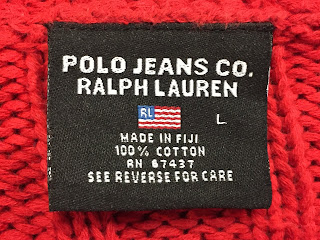 POLO JEANS CO.
RALPH LAUREN
RL
L
MADE IN FIJI
100% COTTON
RN 67437
SEE REVERSE FOR CARE